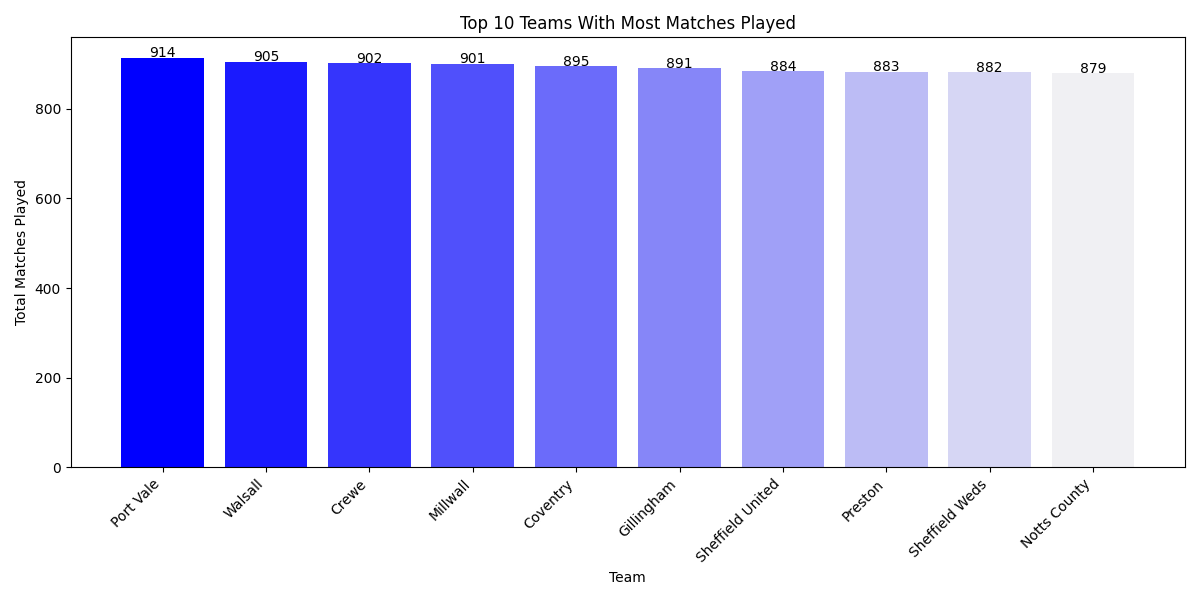 Top 10 Teams With Most Matches Played
914
905
902
901
895
891
884
883
882
879
Total Matches Played
800
600
400
200
0
Port Vale
Walsall
Crewe
Millwall
Coventry
Gillingham
Sheffield United
Preston
Sheffield Weds
Notts County
Team